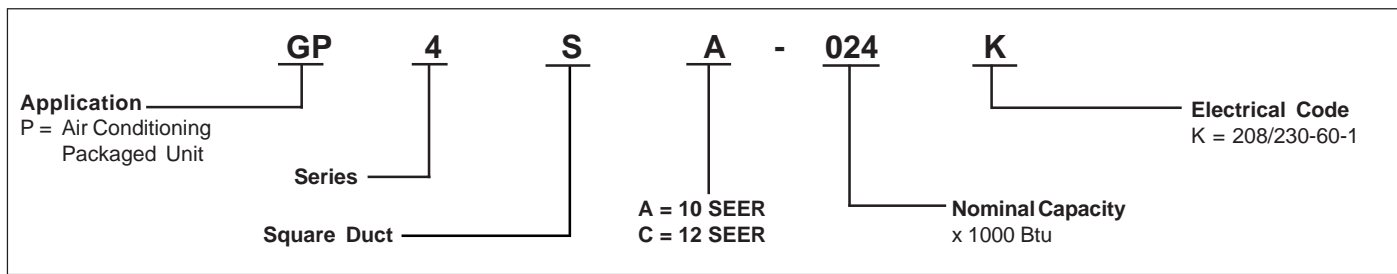 GP 4 S A - 024 K
Application
P = Air Conditioning
Packaged Unit
Series
Square Duct
A = 10 SEER
C = 12 SEER
Nominal Capacity
x 1000 Btu
Electrical Code
K = 208/230-60-1